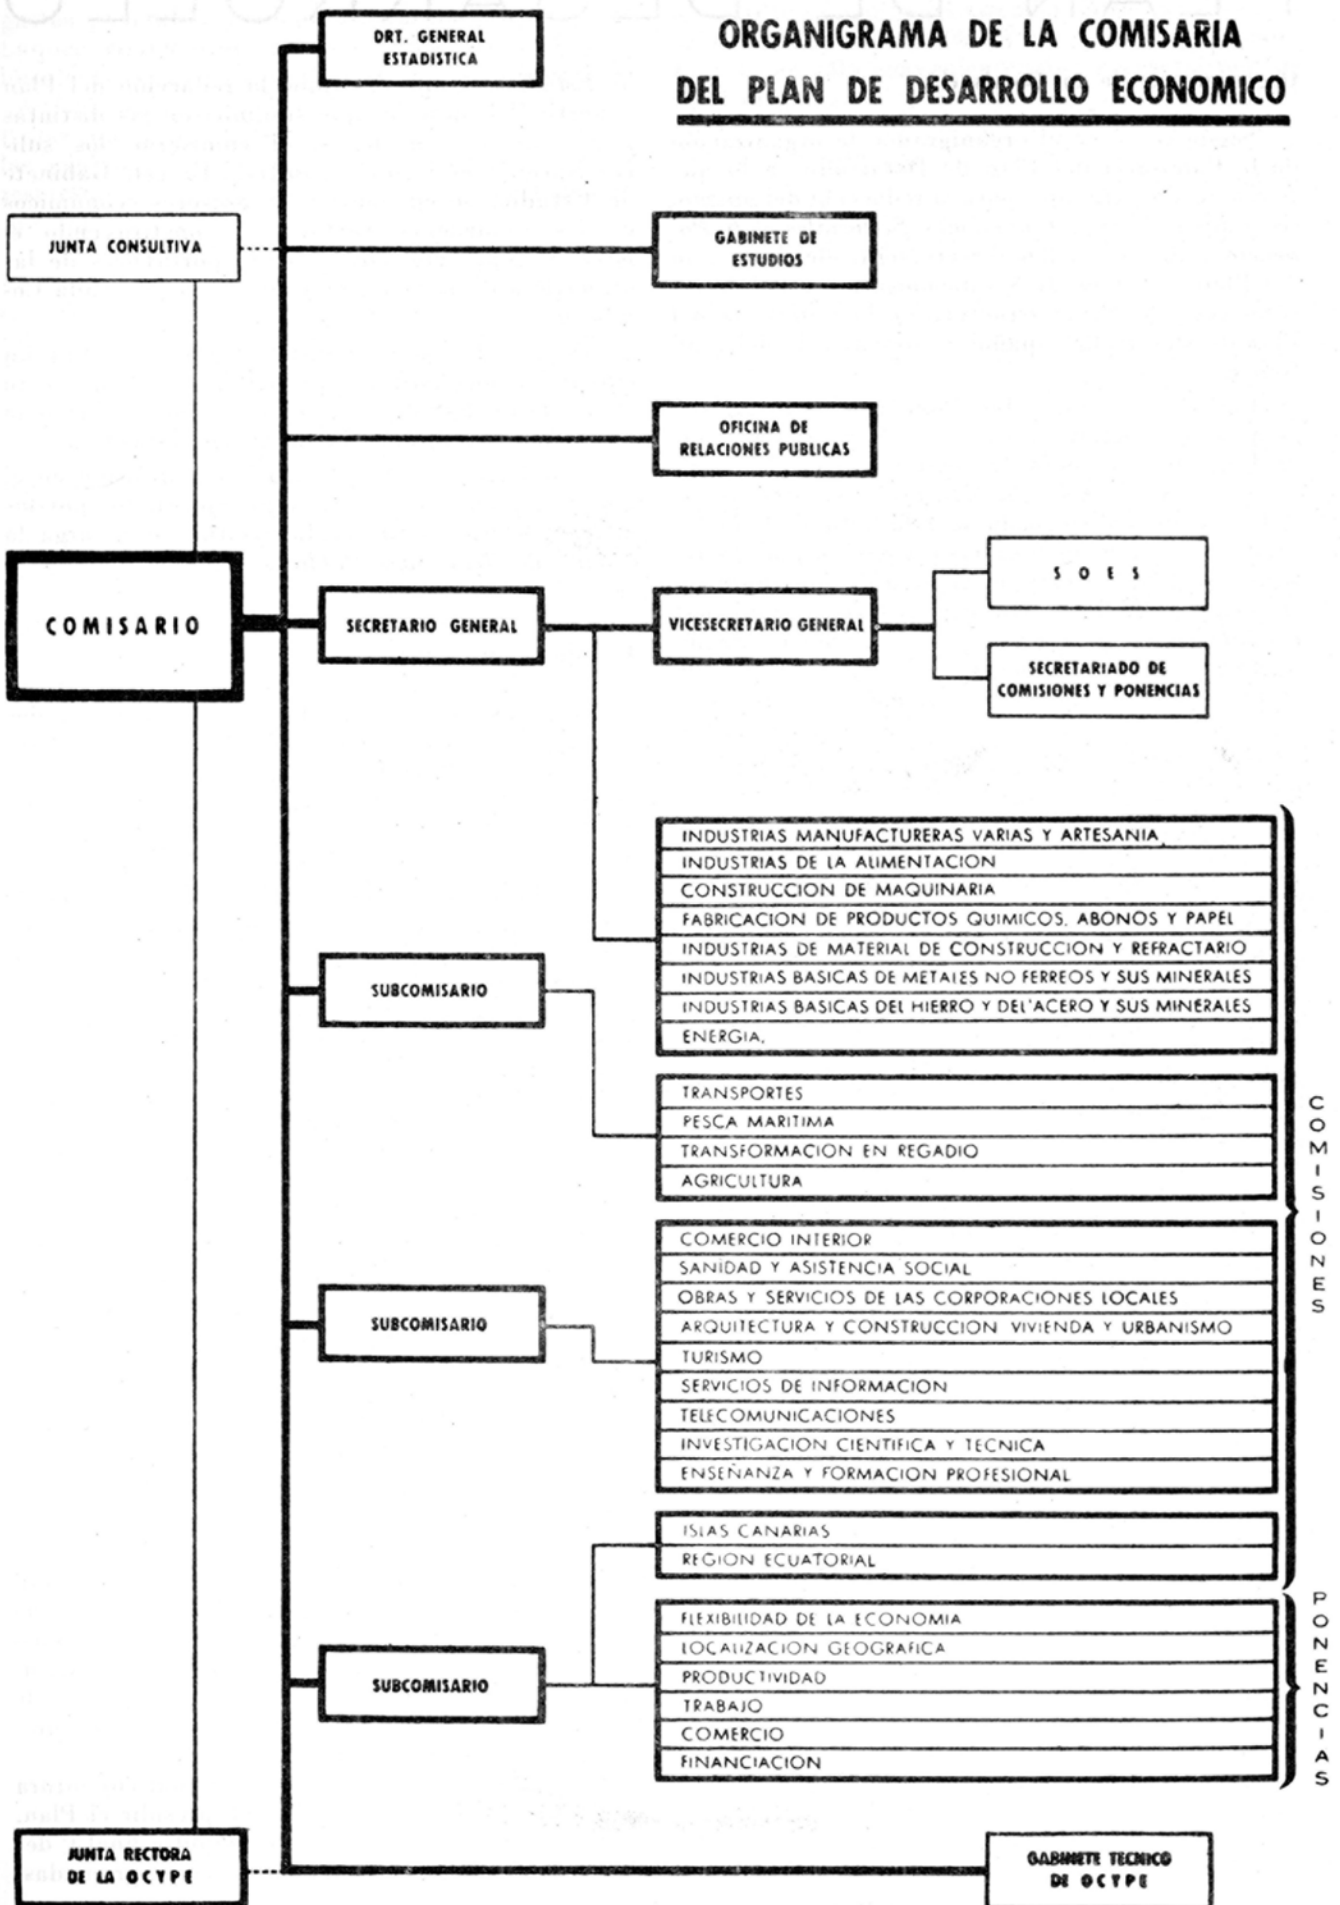 ORGANIGRAMA DE LA COMISARIA
DEL PLAN DE DESARROLLO ECONOMICO
DRT. GENERAL
ESTADISTICA
JUNTA CONSULTIVA
GABINETE DE
ESTUDIOS
OFICINA DE
RELACIONES PUBLICAS
COMISARIO
SECRETARIO GENERAL
VICESECRETARIO GENERAL
S O E S
SECRETARIADO DE
COMISIONES Y PONENCIAS
INDUSTRIAS MANUFACTURERAS VARIAS Y ARTESANIA
INDUSTRIAS DE LA ALIMENTACION
CONSTRUCCION DE MAQUINARIA
FABRICACION DE PRODUCTOS QUIMICOS. ABONOS Y PAPEL
INDUSTRIAS DE MATERIAL DE CONSTRUCCION Y REFRACTARIO
INDUSTRIAS BASICAS DE METALES NO FERREOS Y SUS MINERALES
INDUSTRIAS BASICAS DEL HIERRO Y DEL'ACERO Y SUS MINERALES
ENERGIA.
SUBCOMISARIO
TRANSPORTES
PESCA MARITIMA
TRANSFORMACION EN REGADIO
AGRICULTURA
COMISIONES
SUBCOMISARIO
COMERCIO INTERIOR
SANIDAD Y ASISTENCIA SOCIAL
OBRAS Y SERVICIOS DE LAS CORPORACIONES LOCALES
ARQUITECTURA Y CONSTRUCCION VIVIENDA Y URBANISMO
TURISMO
SERVICIOS DE INFORMACION
TELECOMUNICACIONES
INVESTIGACION CIENTIFICA Y TECNICA
ENSEÑANZA Y FORMACION PROFESIONAL
ISLAS CANARIAS
REGION ECUATORIAL
SUBCOMISARIO
FLEXIBILIDAD DE LA ECONOMIA
LOCALIZACION GEOGRAFICA
PRODUCTIVIDAD
TRABAJO
COMERCIO
FINANCIACION
PONENCIAS
JUNTA RECTORA
DE LA OCYPE
GABINETE TECNICO
DE OCYPE